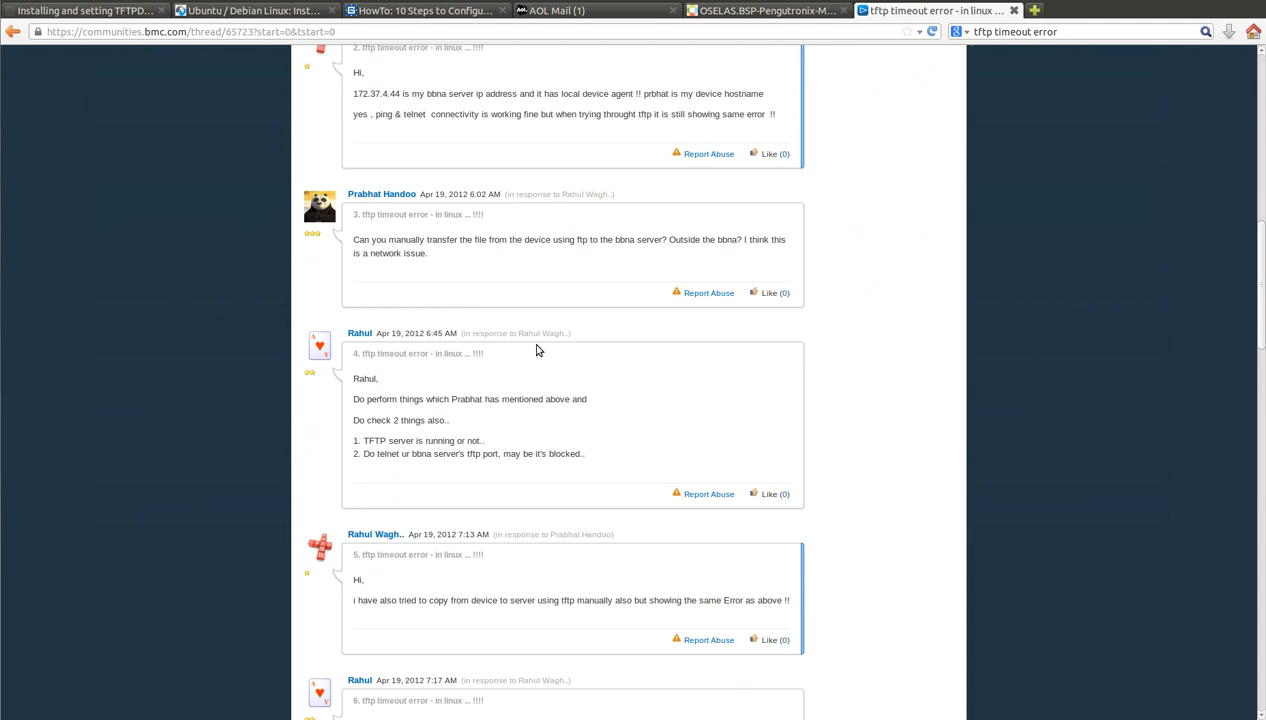 Installing and setting TFTPD...
Ubuntu / Debian Linux: Inst...
HowTo: 10 Steps to Configu...
Aol. AOL Mail (1)
OSELAS.BSP-Pengutronix-M...
tftp timeout error - in linux ...
https://communities.bmc.com/thread/65723?start=0&tstart=0
tftp timeout error
2. tftp timeout error - in linux ... !!!!
Hi,
172.37.4.44 is my bbna server ip address and it has local device agent !! prbhat is my device hostname
yes , ping & telnet connectivity is working fine but when trying throught tftp it is still showing same error !!
Report Abuse Like (0)
Prabhat Handoo Apr 19, 2012 6:02 AM (in response to Rahul Wagh..)
3. tftp timeout error - in linux ... !!!!
Can you manually transfer the file from the device using ftp to the bbna server? Outside the bbna? I think this
is a network issue.
Report Abuse Like (0)
Rahul Apr 19, 2012 6:45 AM (in response to Rahul Wagh..)
4. tftp timeout error - in linux ... !!!!
Rahul,
Do perform things which Prabhat has mentioned above and
Do check 2 things also..
1. TFTP server is running or not..
2. Do telnet ur bbna server's tftp port, may be it's blocked..
Report Abuse Like (0)
Rahul Wagh.. Apr 19, 2012 7:13 AM (in response to Prabhat Handoo)
5. tftp timeout error - in linux ... !!!!
Hi,
i have also tried to copy from device to server using tftp manually also but showing the same Error as above !!
Report Abuse Like (0)
Rahul Apr 19, 2012 7:17 AM (in response to Rahul Wagh..)
6. tftp timeout error - in linux ... !!!!